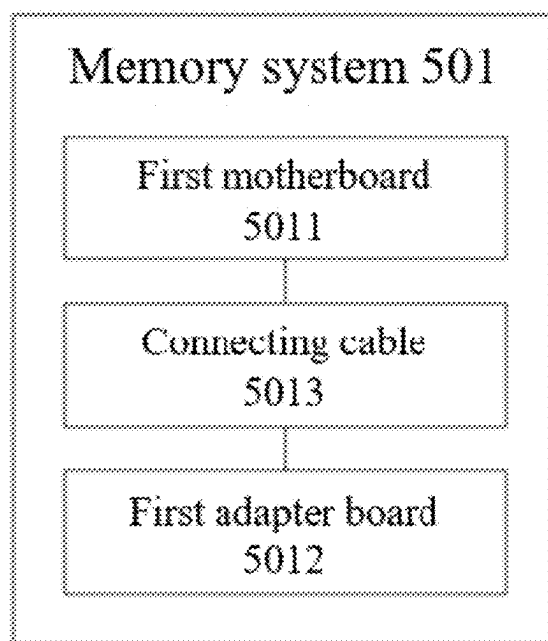 Memory system 501
First motherboard
5011
Connecting cable
5013
First adapter board
5012